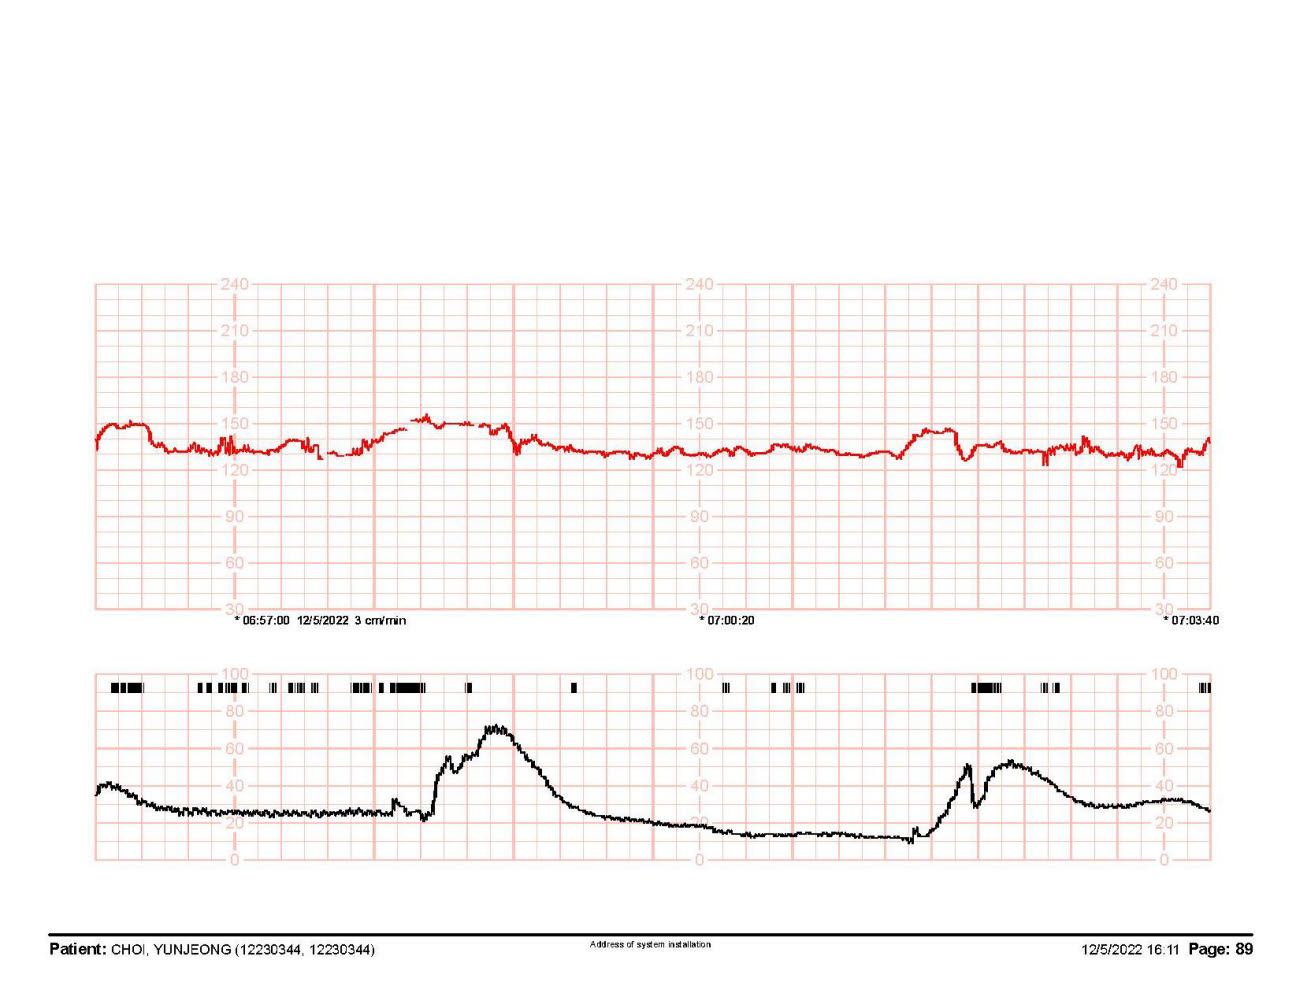 240 240 240
210 210 210
180 180 180
150 150 150
120 120 120
90 90 90
60 60 60
30 30 30
* 06:57:00 12/5/2022 3 cm/min * 07:00:20 * 07:03:40
100 100 100
80 80 80
60 60 60
40 40 40
20 20 20
0 0 0
Patient: CHOI, YUNJEONG (12230344, 12230344) Address of system installation 12/5/2022 16:11 Page: 89